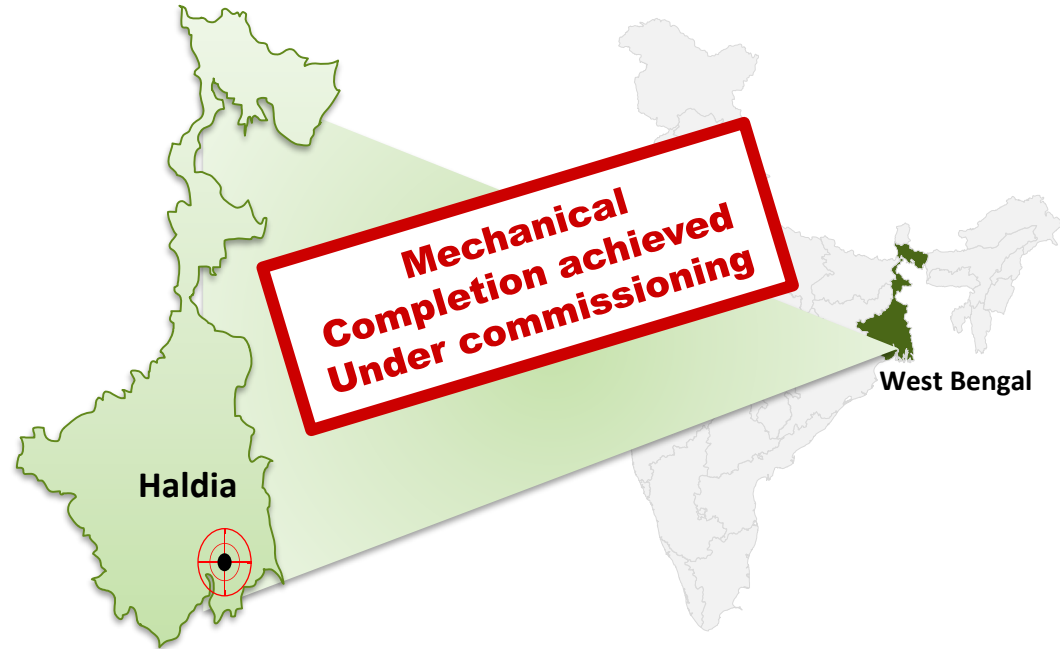 Mechanical
Completion achieved
Under commissioning
West Bengal
Haldia